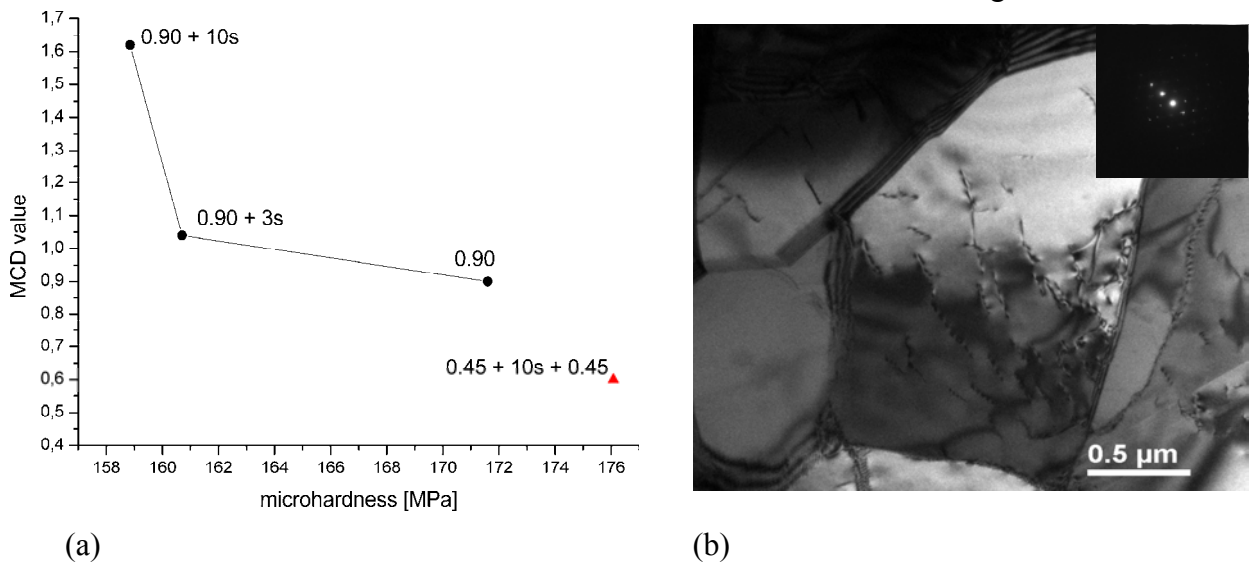 1,7
1,6
1,5
1,4
1,3
1,2
1,1
1,0
0,9
0,8
0,7
0,6
0,5
0,4
MCD value
0.90 + 10s
0.90 + 3s
0.90
0.45 + 10s + 0.45
158 160 162 164 166 168 170 172 174 176
microhardness [MPa]
0.5 µm
(a) (b)